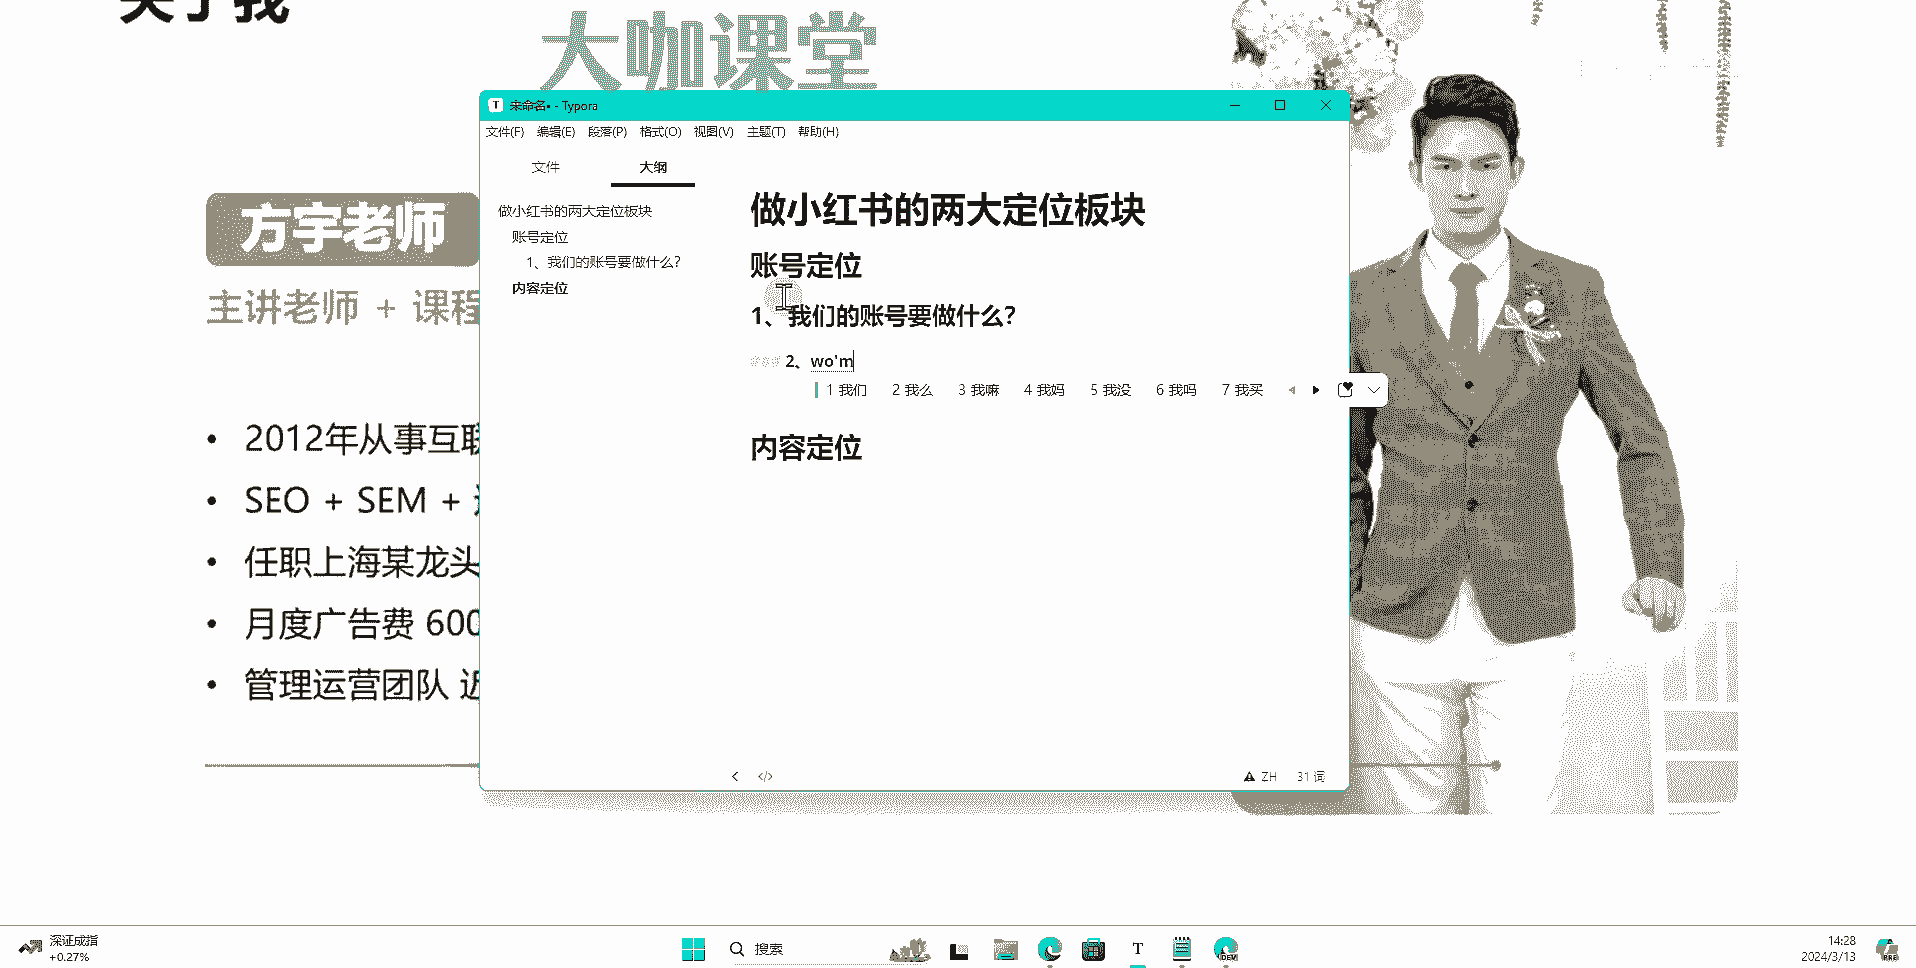 关于我
大咖课堂
方宇老师
主讲老师 + 课程
2012年从事互联
SEO + SEM +
任职上海某龙头
月度广告费 600
管理运营团队 近
未命名• - Typora
文件(F) 编辑(E) 段落(P) 格式(O) 视图(V) 主题(T) 帮助(H)
文件 大纲
做小红书的两大定位板块
账号定位
1、我们的账号要做什么?
内容定位
做小红书的两大定位板块
账号定位
1、我们的账号要做什么?
### 2、wo'm
1 我们 2 我么 3 我嘛 4 我妈 5 我没 6 我吗 7 我买
内容定位
</> ZH 31 词
深证成指
+0.27%
搜索
T
DEV
14:28
2024/3/13
PRE